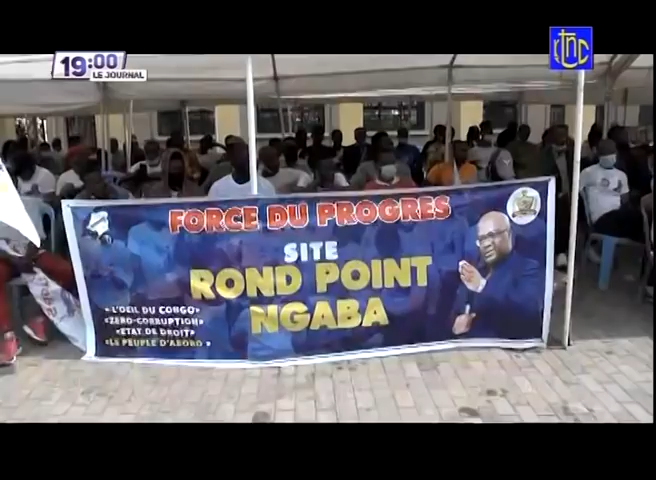 19:00
LE JOURNAL
rtnc
FORCE DU PROGRES
SITE
ROND POINT
NGABA
"L'OEIL DU CONGO"
"ZERO-CORRUPTION"
"ETAT DE DROIT"
"LE PEUPLE D'ABORD"